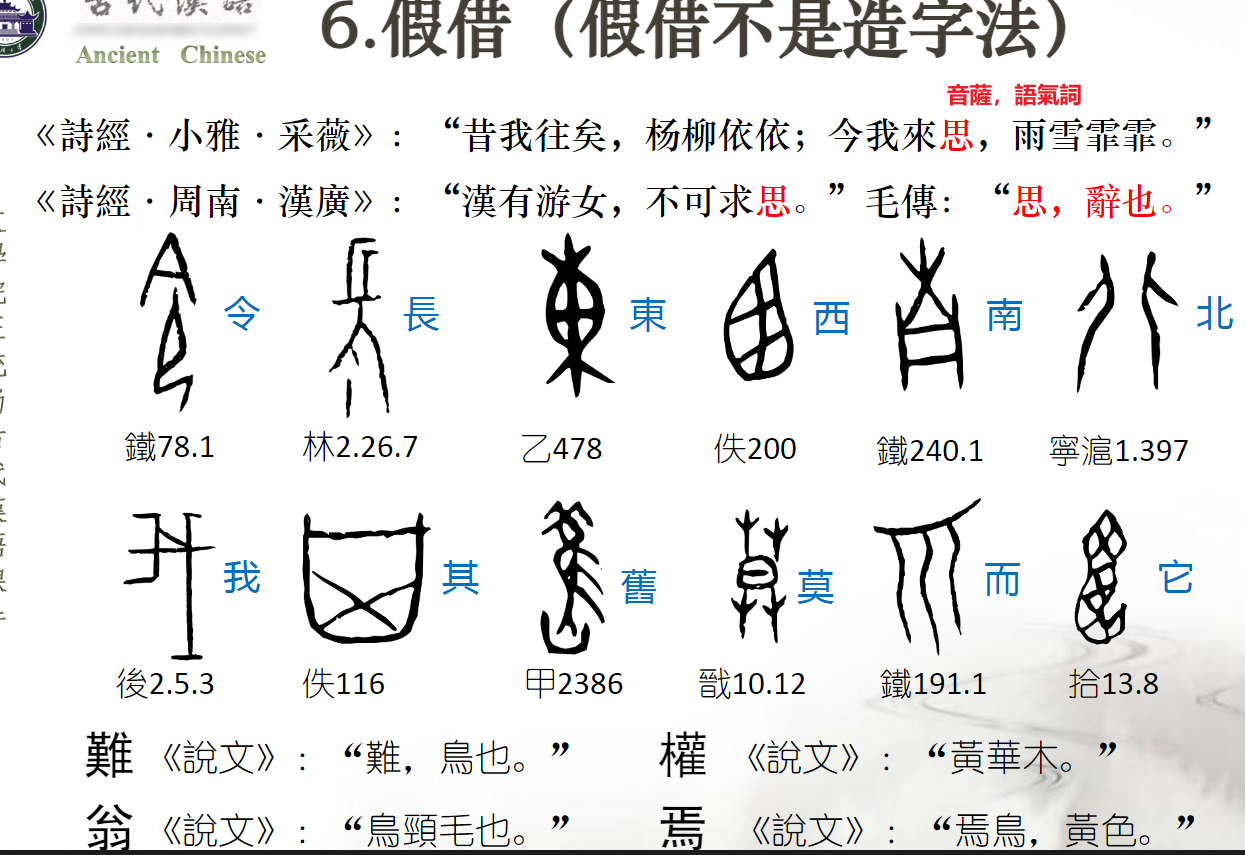 古代漢語
Ancient Chinese
6.假借（假借不是造字法）
音薩，語氣詞
《詩經·小雅·采薇》：“昔我往矣，杨柳依依；今我來思，雨雪霏霏。”
《詩經·周南·漢廣》：“漢有游女，不可求思。”毛傳：“思，辭也。”
令 長 東 西 南 北
鐵78.1 林2.26.7 乙478 佚200 鐵240.1 寧滬1.397
我 其 舊 莫 而 它
後2.5.3 佚116 甲2386 戩10.12 鐵191.1 拾13.8
難《說文》：“難，鳥也。” 權《說文》：“黃華木。”
翁《說文》：“鳥頸毛也。” 焉《說文》：“焉鳥，黃色。”